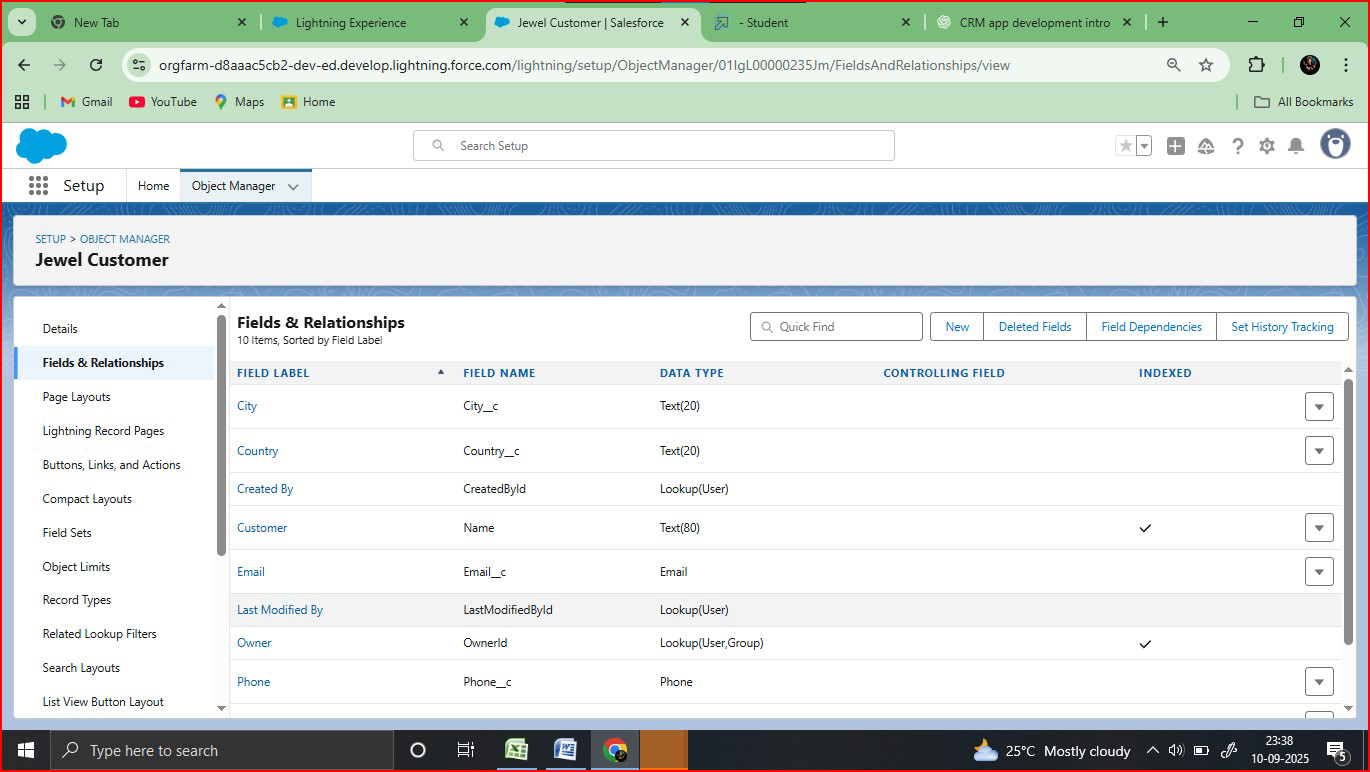 New Tab
Lightning Experience
Jewel Customer | Salesforce
- Student
CRM app development intro
orgfarm-d8aaac5cb2-dev-ed.develop.lightning.force.com/lightning/setup/ObjectManager/01IgL00000235Jm/FieldsAndRelationships/view
Gmail
YouTube
Maps
Home
All Bookmarks
Search Setup
Setup
Home
Object Manager
SETUP > OBJECT MANAGER
Jewel Customer
Details
Fields & Relationships
Page Layouts
Lightning Record Pages
Buttons, Links, and Actions
Compact Layouts
Field Sets
Object Limits
Record Types
Related Lookup Filters
Search Layouts
List View Button Layout
Fields & Relationships
10 Items, Sorted by Field Label
Quick Find
New
Deleted Fields
Field Dependencies
Set History Tracking
FIELD LABEL FIELD NAME DATA TYPE CONTROLLING FIELD INDEXED
City City__c Text(20)
Country Country__c Text(20)
Created By CreatedById Lookup(User)
Customer Name Text(80)
Email Email__c Email
Last Modified By LastModifiedById Lookup(User)
Owner OwnerId Lookup(User,Group)
Phone Phone__c Phone
Type here to search
25°C Mostly cloudy
23:38
10-09-2025
5